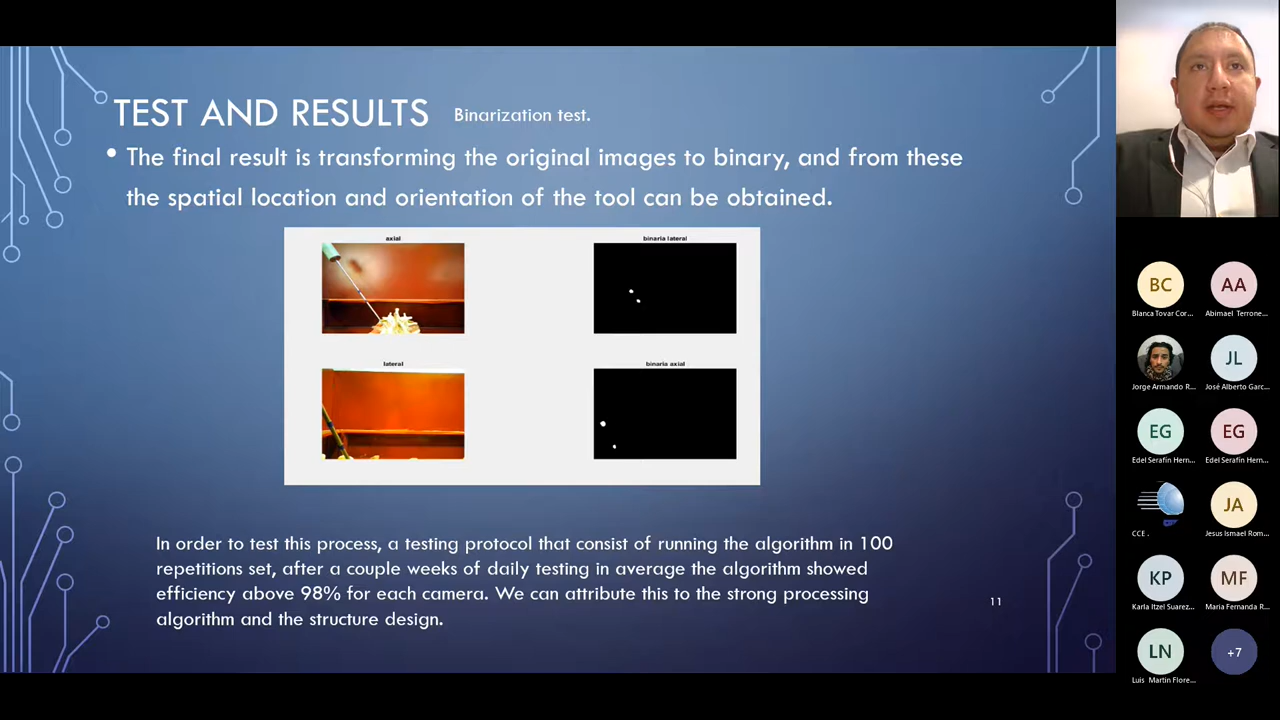 TEST AND RESULTS Binarization test.
• The final result is transforming the original images to binary, and from these
the spatial location and orientation of the tool can be obtained.
axial
binaria lateral
lateral
binaria axial
In order to test this process, a testing protocol that consist of running the algorithm in 100
repetitions set, after a couple weeks of daily testing in average the algorithm showed
efficiency above 98% for each camera. We can attribute this to the strong processing
algorithm and the structure design.
11
BC
Blanca Tovar Cor...
AA
Abimael Terrone...
Jorge Armando R...
JL
José Alberto Garc...
EG
Edel Serafin Hern...
EG
Edel Serafin Hern...
CCE .
JA
Jesus Ismael Rom...
KP
Karla Itzel Suarez...
MF
Maria Fernanda R...
LN
Luis Martin Flore...
+7